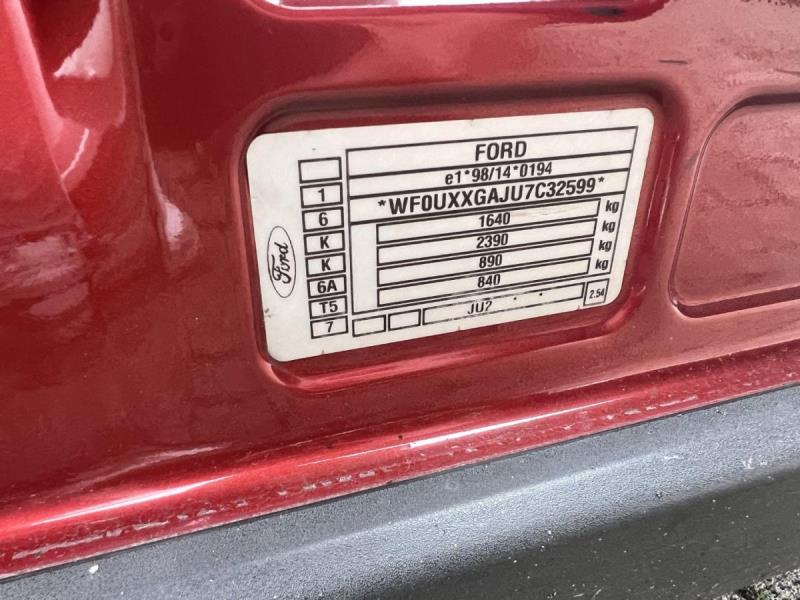 FORD
e1*98/14*0194
*WF0UXXGAJU7C32599*
1 1640 kg
6 2390 kg
K 890 kg
K 840 kg
6A
T5 JU2 2.54
7
Ford